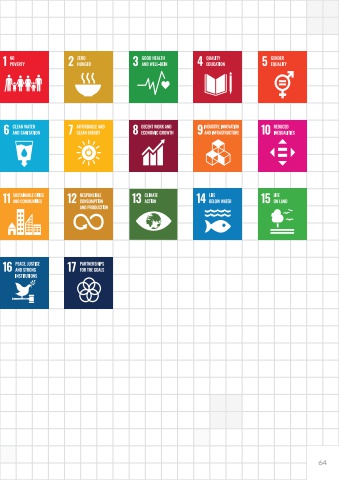 1 NO
POVERTY
2 ZERO
HUNGER
3 GOOD HEALTH
AND WELL-BEING
4 QUALITY
EDUCATION
5 GENDER
EQUALITY
6 CLEAN WATER
AND SANITATION
7 AFFORDABLE AND
CLEAN ENERGY
8 DECENT WORK AND
ECONOMIC GROWTH
9 INDUSTRY, INNOVATION
AND INFRASTRUCTURE
10 REDUCED
INEQUALITIES
11 SUSTAINABLE CITIES
AND COMMUNITIES
12 RESPONSIBLE
CONSUMPTION
AND PRODUCTION
13 CLIMATE
ACTION
14 LIFE
BELOW WATER
15 LIFE
ON LAND
16 PEACE, JUSTICE
AND STRONG
INSTITUTIONS
17 PARTNERSHIPS
FOR THE GOALS
64